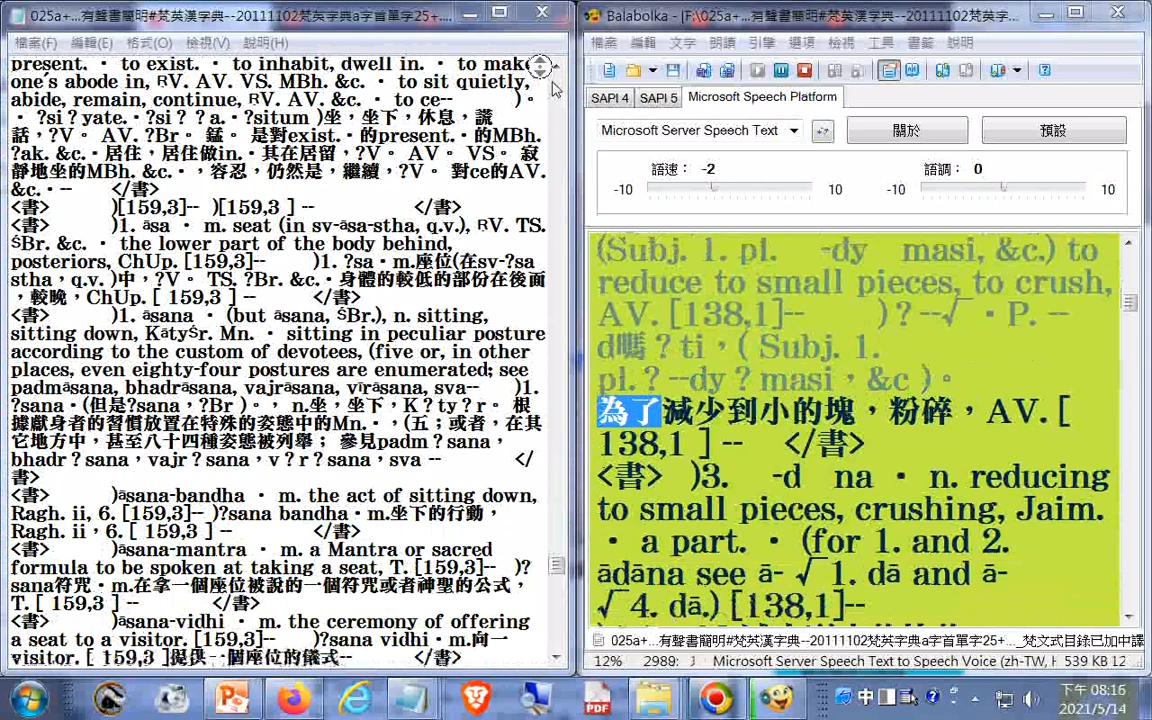 025a+...有聲書簡明#梵英漢字典--20111102梵英字典a字首單字25+...
檔案(F) 編輯(E) 格式(O) 檢視(V) 說明(H)
present. • to exist. • to inhabit, dwell in. • to make
one´s abode in, RV. AV. VS. MBh. &c. • to sit quietly,
abide, remain, continue, RV. AV. &c. • to ce-- )。
• ?si ? yate. • ?si ? ? a. • ?situm )坐，坐下，休息，謊
話，?V。 AV. ?Br. 錳。 是對exist.•的present.•的MBh.
?ak. &c.•居住，居住做in.•其在居留，?V。 AV。 VS。 寂
靜地坐的MBh. &c.•，容忍，仍然是，繼續，?V。 對ce的AV.
&c.•-- </書>
<書> )[159,3]-- )[159,3 ] -- </書>
<書> )1. āsa • m. seat (in sv-āsa-stha, q.v.), RV. TS.
ŚBr. &c. • the lower part of the body behind,
posteriors, ChUp. [159,3]-- )1. ?sa•m.座位(在sv-?sa
stha，q.v.)中，?V。 TS. ?Br. &c.•身體的較低的部份在後面
，較晚，ChUp. [ 159,3 ] -- </書>
<書> )1. āsana • (but āsana, ŚBr.), n. sitting,
sitting down, KātyŚr. Mn. • sitting in peculiar posture
according to the custom of devotees, (five or, in other
places, even eighty-four postures are enumerated; see
padmāsana, bhadrāsana, vajrāsana, vīrāsana, sva-- )1.
?sana•(但是?sana，?Br )。，n.坐，坐下，K ? ty ? r。 根
據獻身者的習慣放置在特殊的姿態中的Mn.•，(五；或者，在其
它地方中，甚至八十四種姿態被列舉； 參見padm ? sana，
bhadr ? sana，vajr ? sana，v ? r ? sana，sva -- </
書>
<書> )āsana-bandha • m. the act of sitting down,
Ragh. ii, 6. [159,3]-- )?sana bandha•m.坐下的行動，
Ragh. ii，6. [ 159,3 ] -- </書>
<書> )āsana-mantra • m. a Mantra or sacred
formula to be spoken at taking a seat, T. [159,3]-- )?
sana符咒•m.在拿一個座位被說的一個符咒或者神聖的公式，
T. [ 159,3 ] -- </書>
<書> )āsana-vidhi • m. the ceremony of offering
a seat to a visitor. [159,3]-- )?sana vidhi•m.向一
visitor. [ 159,3 ]提供一個座位的儀式-- </書>
Balabolka - [F:\025a+...有聲書簡明#梵英漢字典--20111102梵英字...
檔案 編輯 文字 朗讀 引擎 選項 檢視 工具 書籤 說明
SAPI 4 SAPI 5 Microsoft Speech Platform
Microsoft Server Speech Text 關於 預設
語速： -2 語調： 0
-10 10 -10 10
(Subj. 1. pl. -dy masi, &c.) to
reduce to small pieces, to crush,
AV. [138,1]-- ) ? --√ • P. --
d嗎 ? ti，( Subj. 1.
pl. ? --dy ? masi，&c )。
為了減少到小的塊，粉碎，AV. [
138,1 ] -- </書>
<書> )3. -d na • n. reducing
to small pieces, crushing, Jaim.
• a part. • (for 1. and 2.
ādāna see ā- √1. dā and ā-
√4. dā.) [138,1]--
025a+...有聲書簡明#梵英漢字典--20111102梵英字典a字首單字25+..._梵文式目錄已加中譯
12% 2989: Microsoft Server Speech Text to Speech Voice (zh-TW, H 539 KB 12
中
下午 08:16
2021/5/14